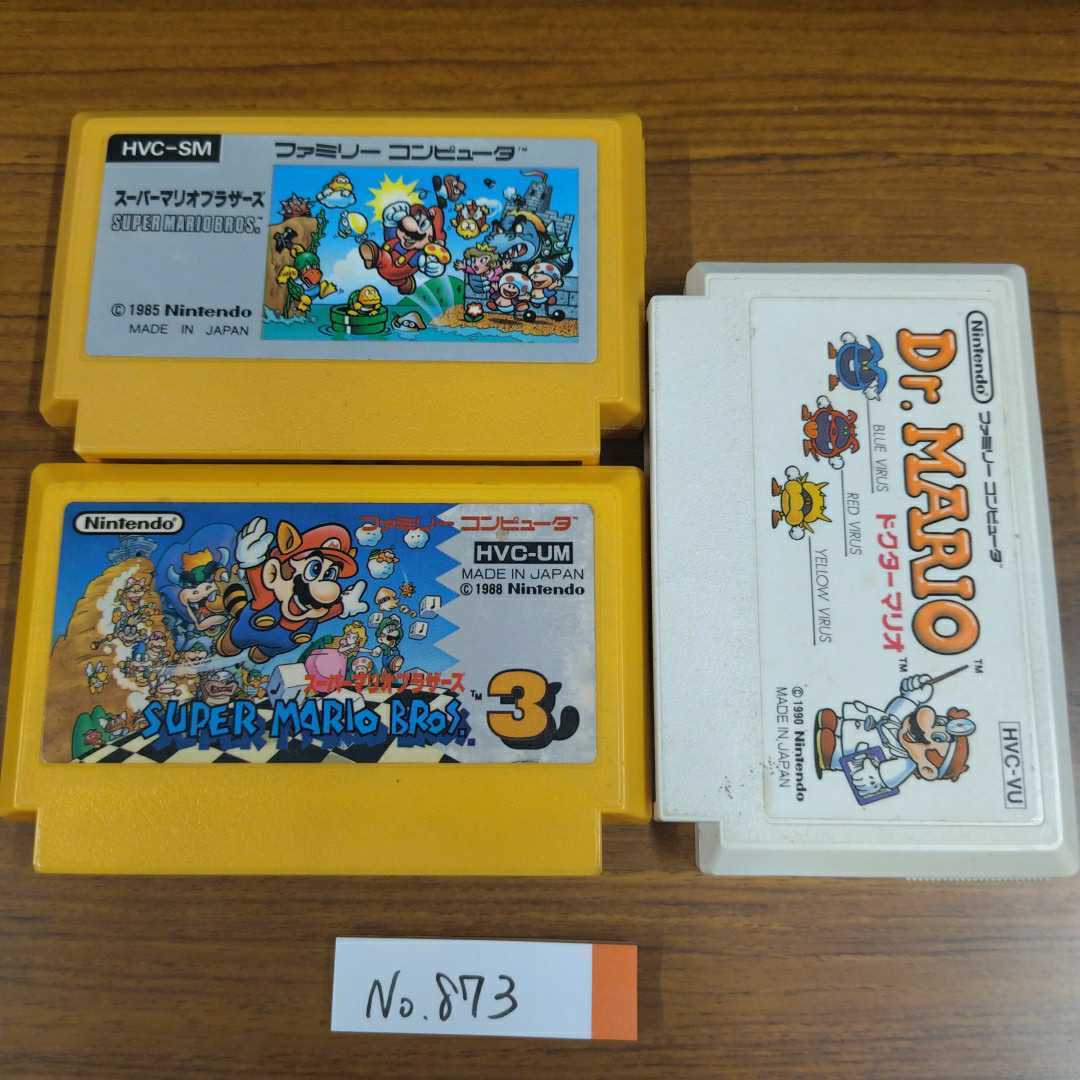 HVC-SM
ファミリー コンピュータ™
スーパーマリオブラザーズ
SUPER MARIO BROS.™
© 1985 Nintendo
MADE IN JAPAN
Nintendo®
ファミリー コンピュータ™
HVC-UM
MADE IN JAPAN
© 1988 Nintendo
スーパーマリオブラザーズ
SUPER MARIO BROS.™ 3
Nintendo® ファミリー コンピュータ™
Dr. MARIO™
ドクターマリオ™
BLUE VIRUS
RED VIRUS
YELLOW VIRUS
© 1990 Nintendo
MADE IN JAPAN
HVC-VU
No.873